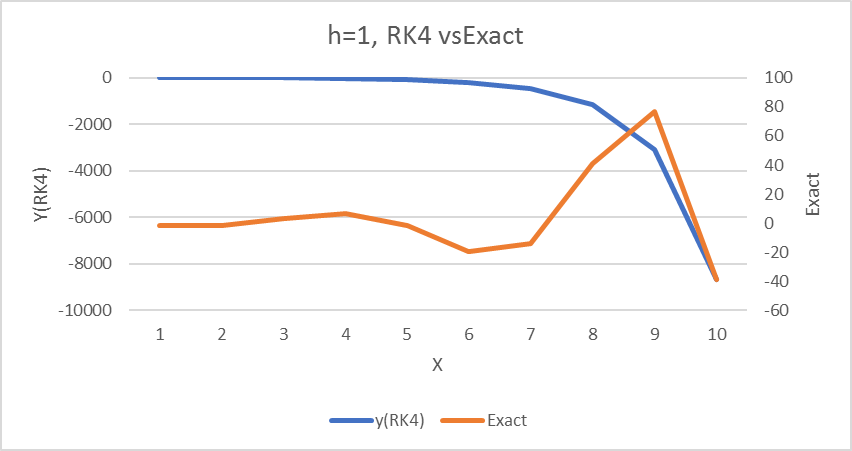 h=1, RK4 vsExact
0
-2000
-4000
-6000
-8000
-10000
Y(RK4)
100
80
60
40
20
0
-20
-40
-60
Exact
1 2 3 4 5 6 7 8 9 10
X
y(RK4) Exact